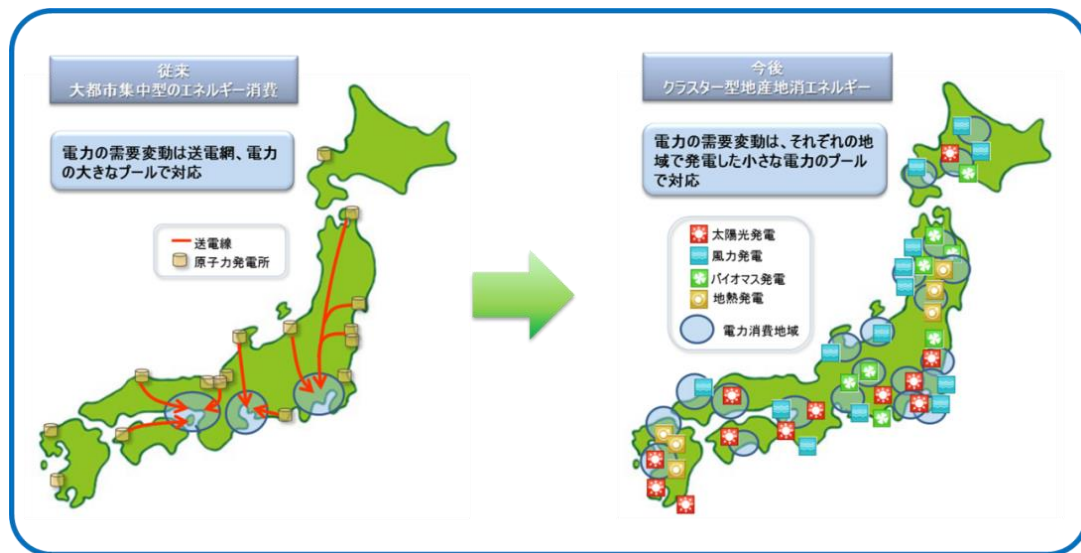 従来
大都市集中型のエネルギー消費
電力の需要変動は送電網、電力
の大きなプールで対応
送電線
原子力発電所
今後
クラスター型地産地消エネルギー
電力の需要変動は、それぞれの地
域で発電した小さな電力のプール
で対応
太陽光発電
風力発電
バイオマス発電
地熱発電
電力消費地域